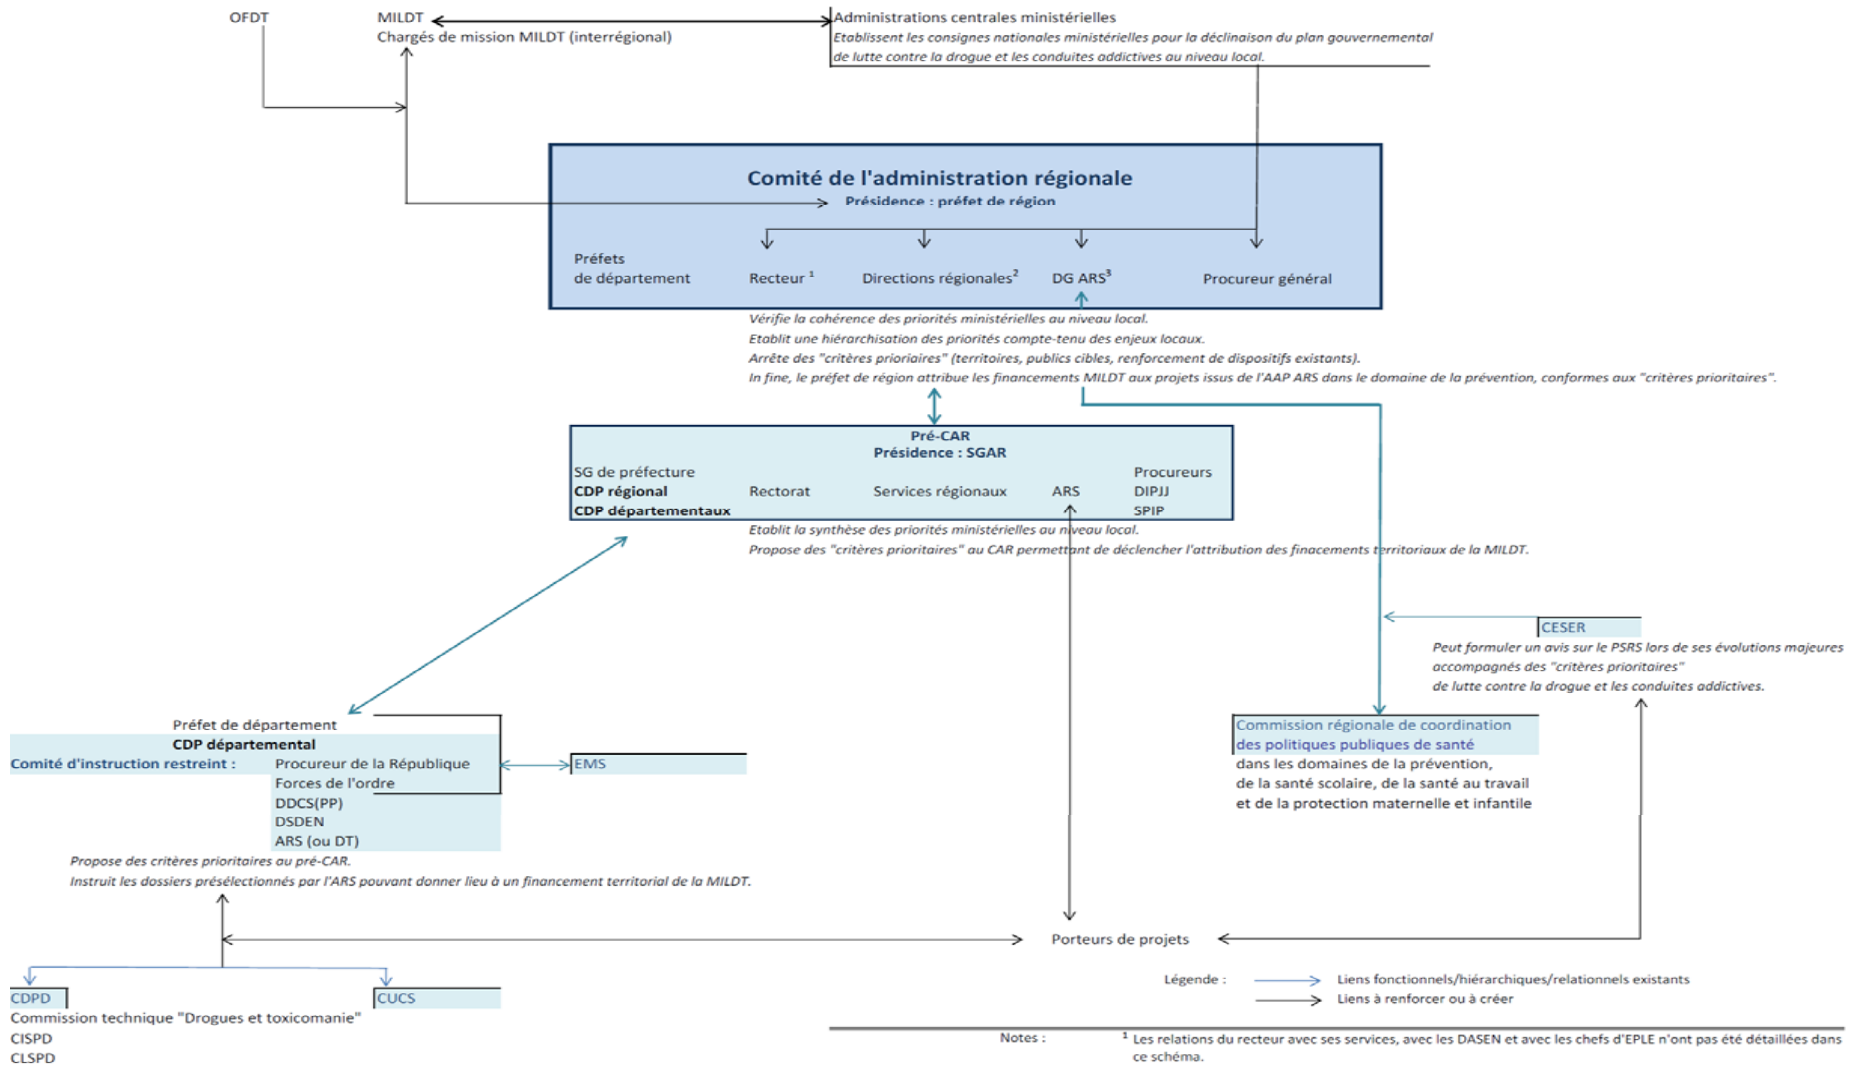 OFDT
MILDT
Chargés de mission MILDT (interrégional)
Administrations centrales ministérielles
Etablissent les consignes nationales ministérielles pour la déclinaison du plan gouvernemental
de lutte contre la drogue et les conduites addictives au niveau local.
Comité de l'administration régionale
Présidence : préfet de région
Préfets
de département
Recteur ¹
Directions régionales²
DG ARS³
Procureur général
Vérifie la cohérence des priorités ministérielles au niveau local.
Etablit une hiérarchisation des priorités compte-tenu des enjeux locaux.
Arrête des "critères prioriaires" (territoires, publics cibles, renforcement de dispositifs existants).
In fine, le préfet de région attribue les financements MILDT aux projets issus de l'AAP ARS dans le domaine de la prévention, conformes aux "critères prioritaires".
Pré-CAR
Présidence : SGAR
SG de préfecture
Procureurs
CDP régional
Rectorat
Services régionaux
ARS
DIPJJ
CDP départementaux
SPIP
Etablit la synthèse des priorités ministérielles au niveau local.
Propose des "critères prioritaires" au CAR permettant de déclencher l'attribution des finacements territoriaux de la MILDT.
CESER
Peut formuler un avis sur le PSRS lors de ses évolutions majeures
accompagnés des "critères prioritaires"
de lutte contre la drogue et les conduites addictives.
Préfet de département
CDP départemental
Comité d'instruction restreint :
Procureur de la République
Forces de l'ordre
DDCS(PP)
DSDEN
ARS (ou DT)
EMS
Commission régionale de coordination
des politiques publiques de santé
dans les domaines de la prévention,
de la santé scolaire, de la santé au travail
et de la protection maternelle et infantile
Propose des critères prioritaires au pré-CAR.
Instruit les dossiers présélectionnés par l'ARS pouvant donner lieu à un financement territorial de la MILDT.
Porteurs de projets
CDPD
CUCS
Commission technique "Drogues et toxicomanie"
CISPD
CLSPD
Légende :
Liens fonctionnels/hiérarchiques/relationnels existants
Liens à renforcer ou à créer
Notes :
¹ Les relations du recteur avec ses services, avec les DASEN et avec les chefs d'EPLE n'ont pas été détaillées dans
ce schéma.